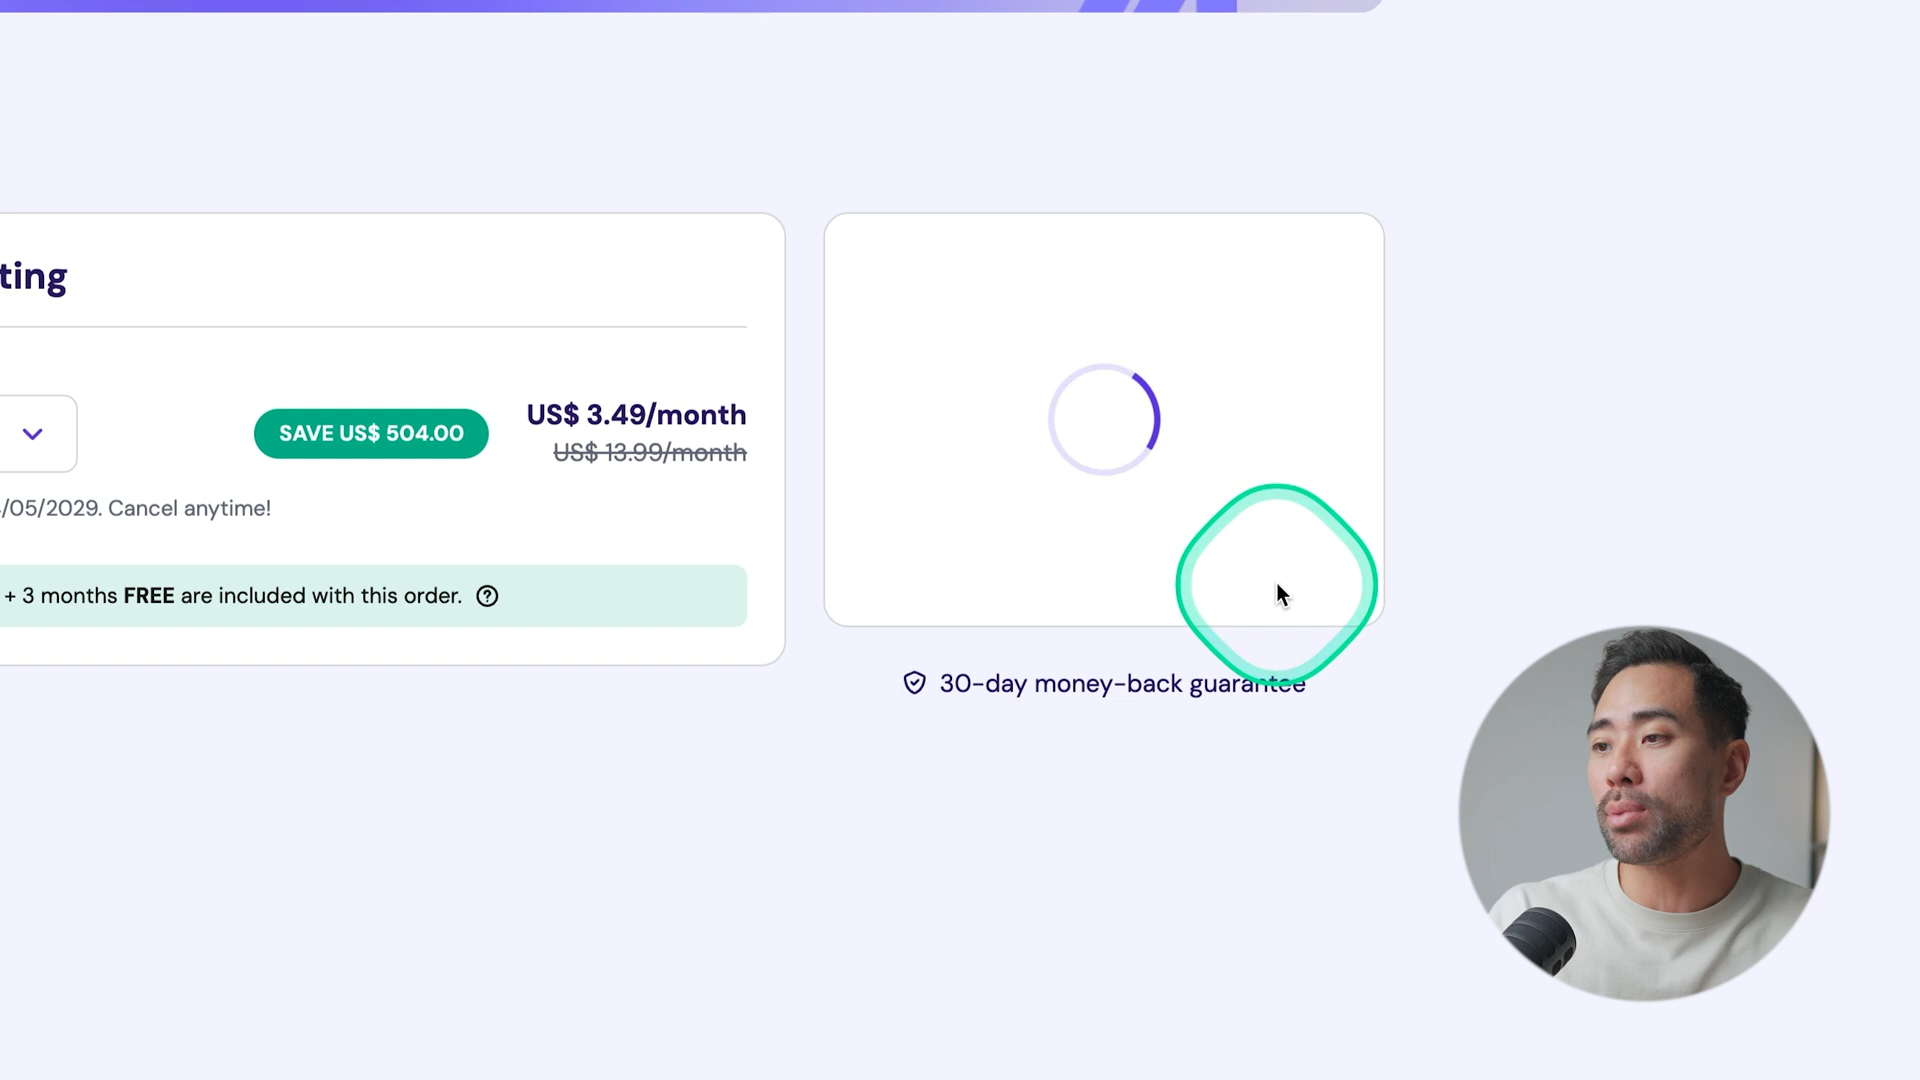 ting
SAVE US$ 504.00
US$ 3.49/month
US$ 13.99/month
/05/2029. Cancel anytime!
+ 3 months FREE are included with this order.
30-day money-back guarantee